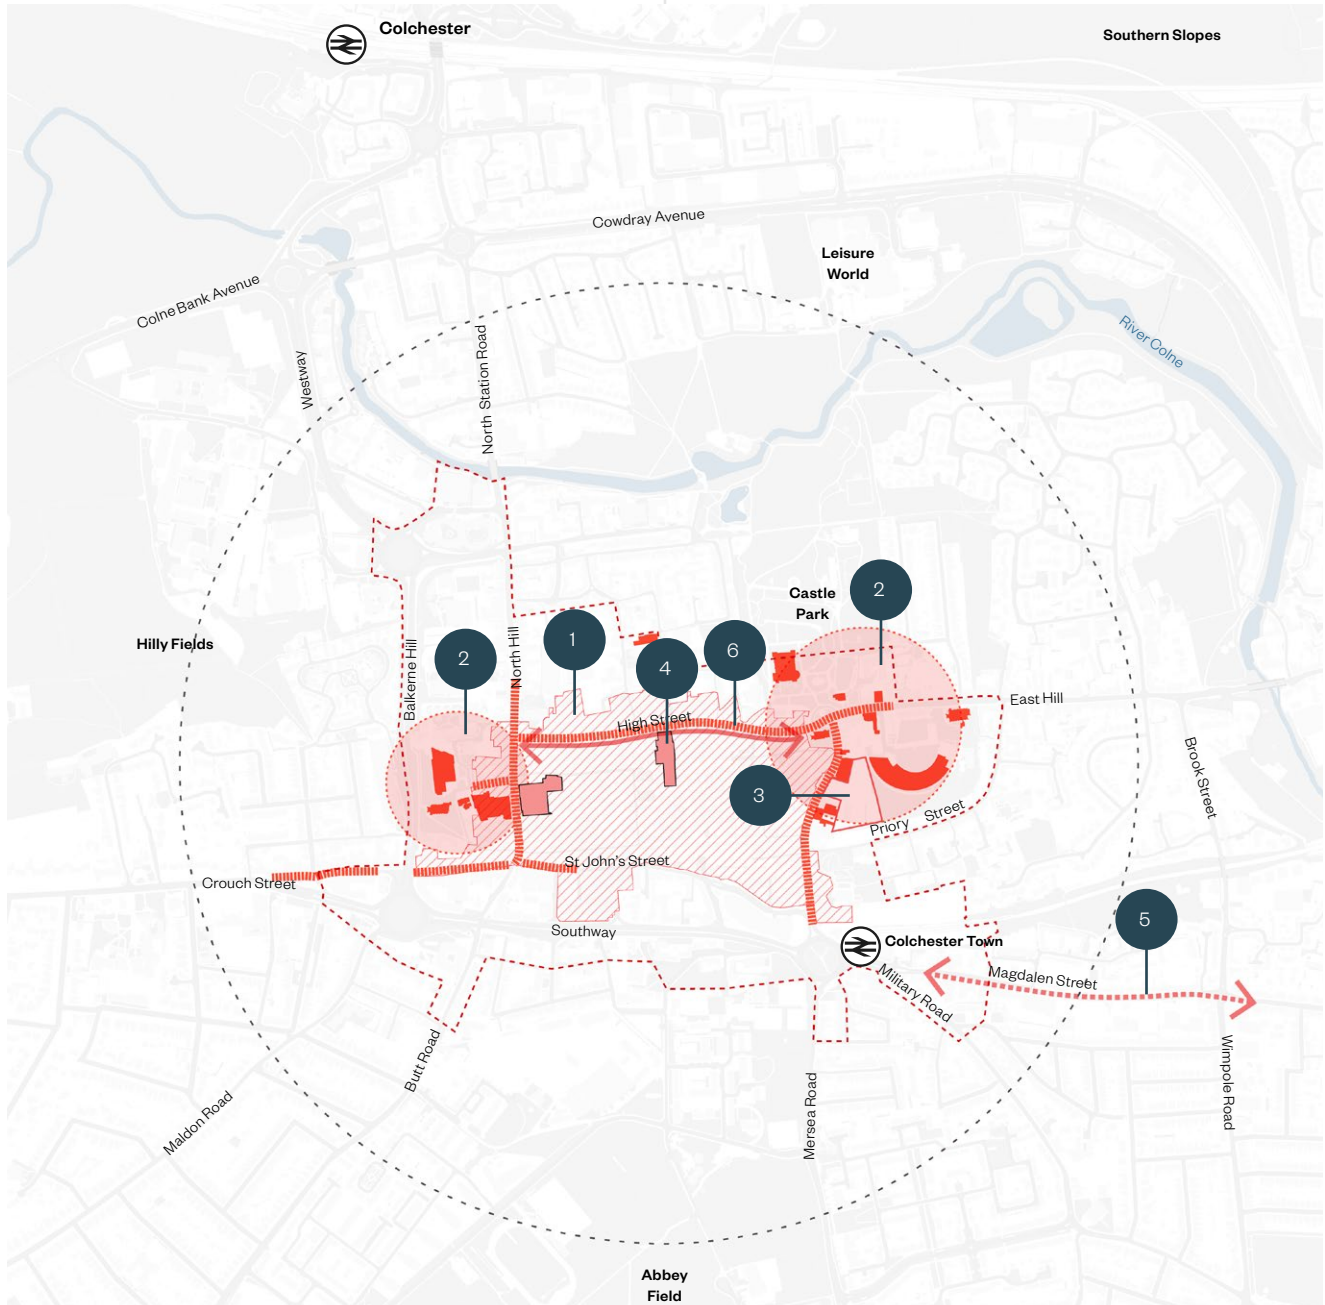 Colchester
Southern Slopes
Cowdray Avenue
Leisure
World
Colne Bank Avenue
River Colne
Westway
North Station Road
Castle
Park
2
1
6
2
4
Hilly Fields
Balkerne Hill
North Hill
East Hill
High Street
Brook Street
3
Priory Street
St John's Street
Crouch Street
Southway
5
Colchester Town
Magdalen Street
Military Road
Butt Road
Wimpole Road
Mersea Road
Maldon Road
Abbey
Field